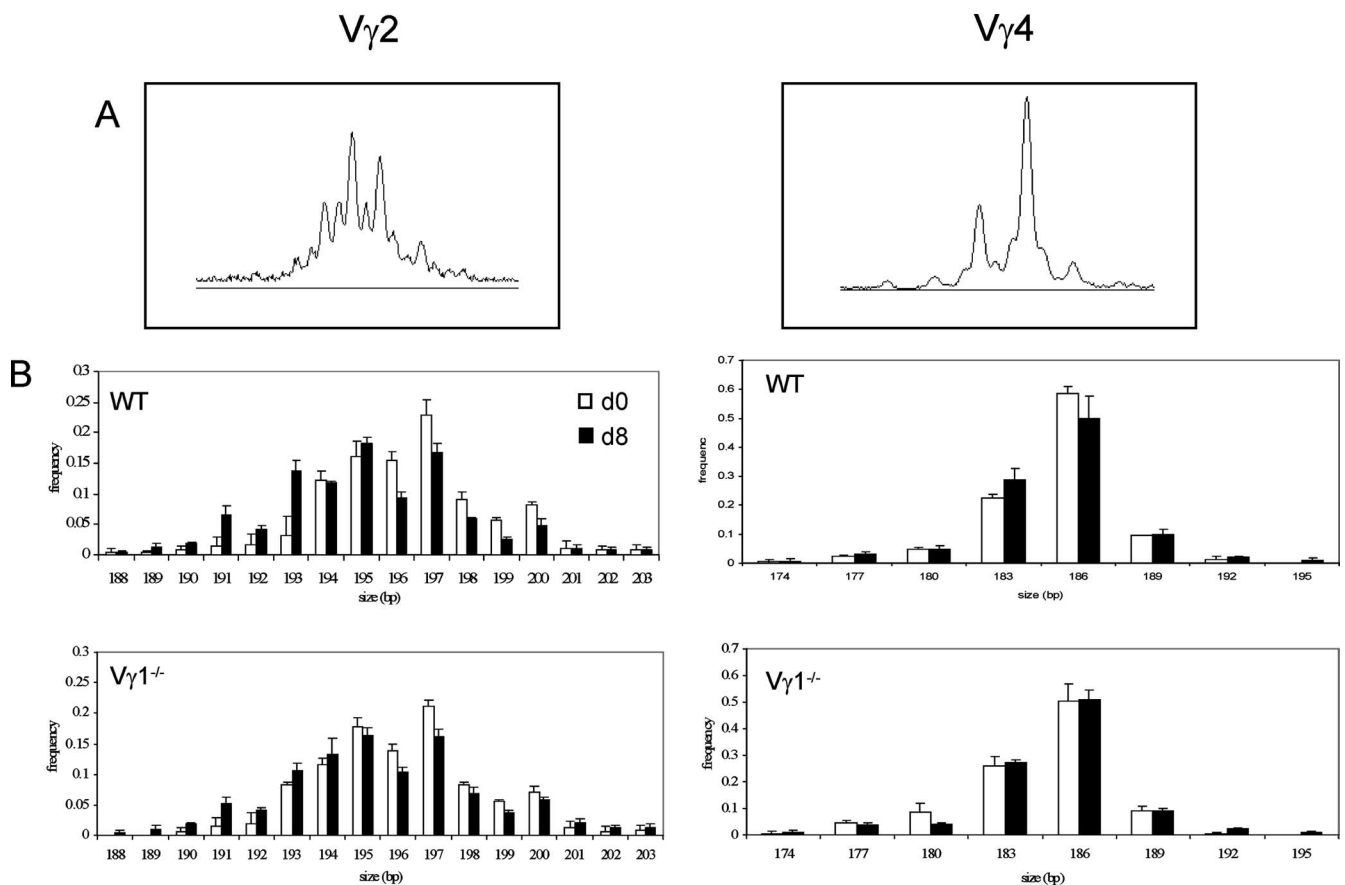 Vγ2
Vγ4
A
B
WT
d0
d8
0.3
0.25
0.2
0.15
0.1
0.05
0
frequency
188 189 190 191 192 193 194 195 196 197 198 199 200 201 202 203
size (bp)
WT
0.7
0.6
0.5
0.4
0.3
0.2
0.1
0
frequenc
174 177 180 183 186 189 192 195
size (bp)
Vγ1-/-
0.3
0.25
0.2
0.15
0.1
0.05
0
frequency
188 189 190 191 192 193 194 195 196 197 198 199 200 201 202 203
size (bp)
Vγ1-/-
0.7
0.6
0.5
0.4
0.3
0.2
0.1
0
frequency
174 177 180 183 186 189 192 195
size (bp)